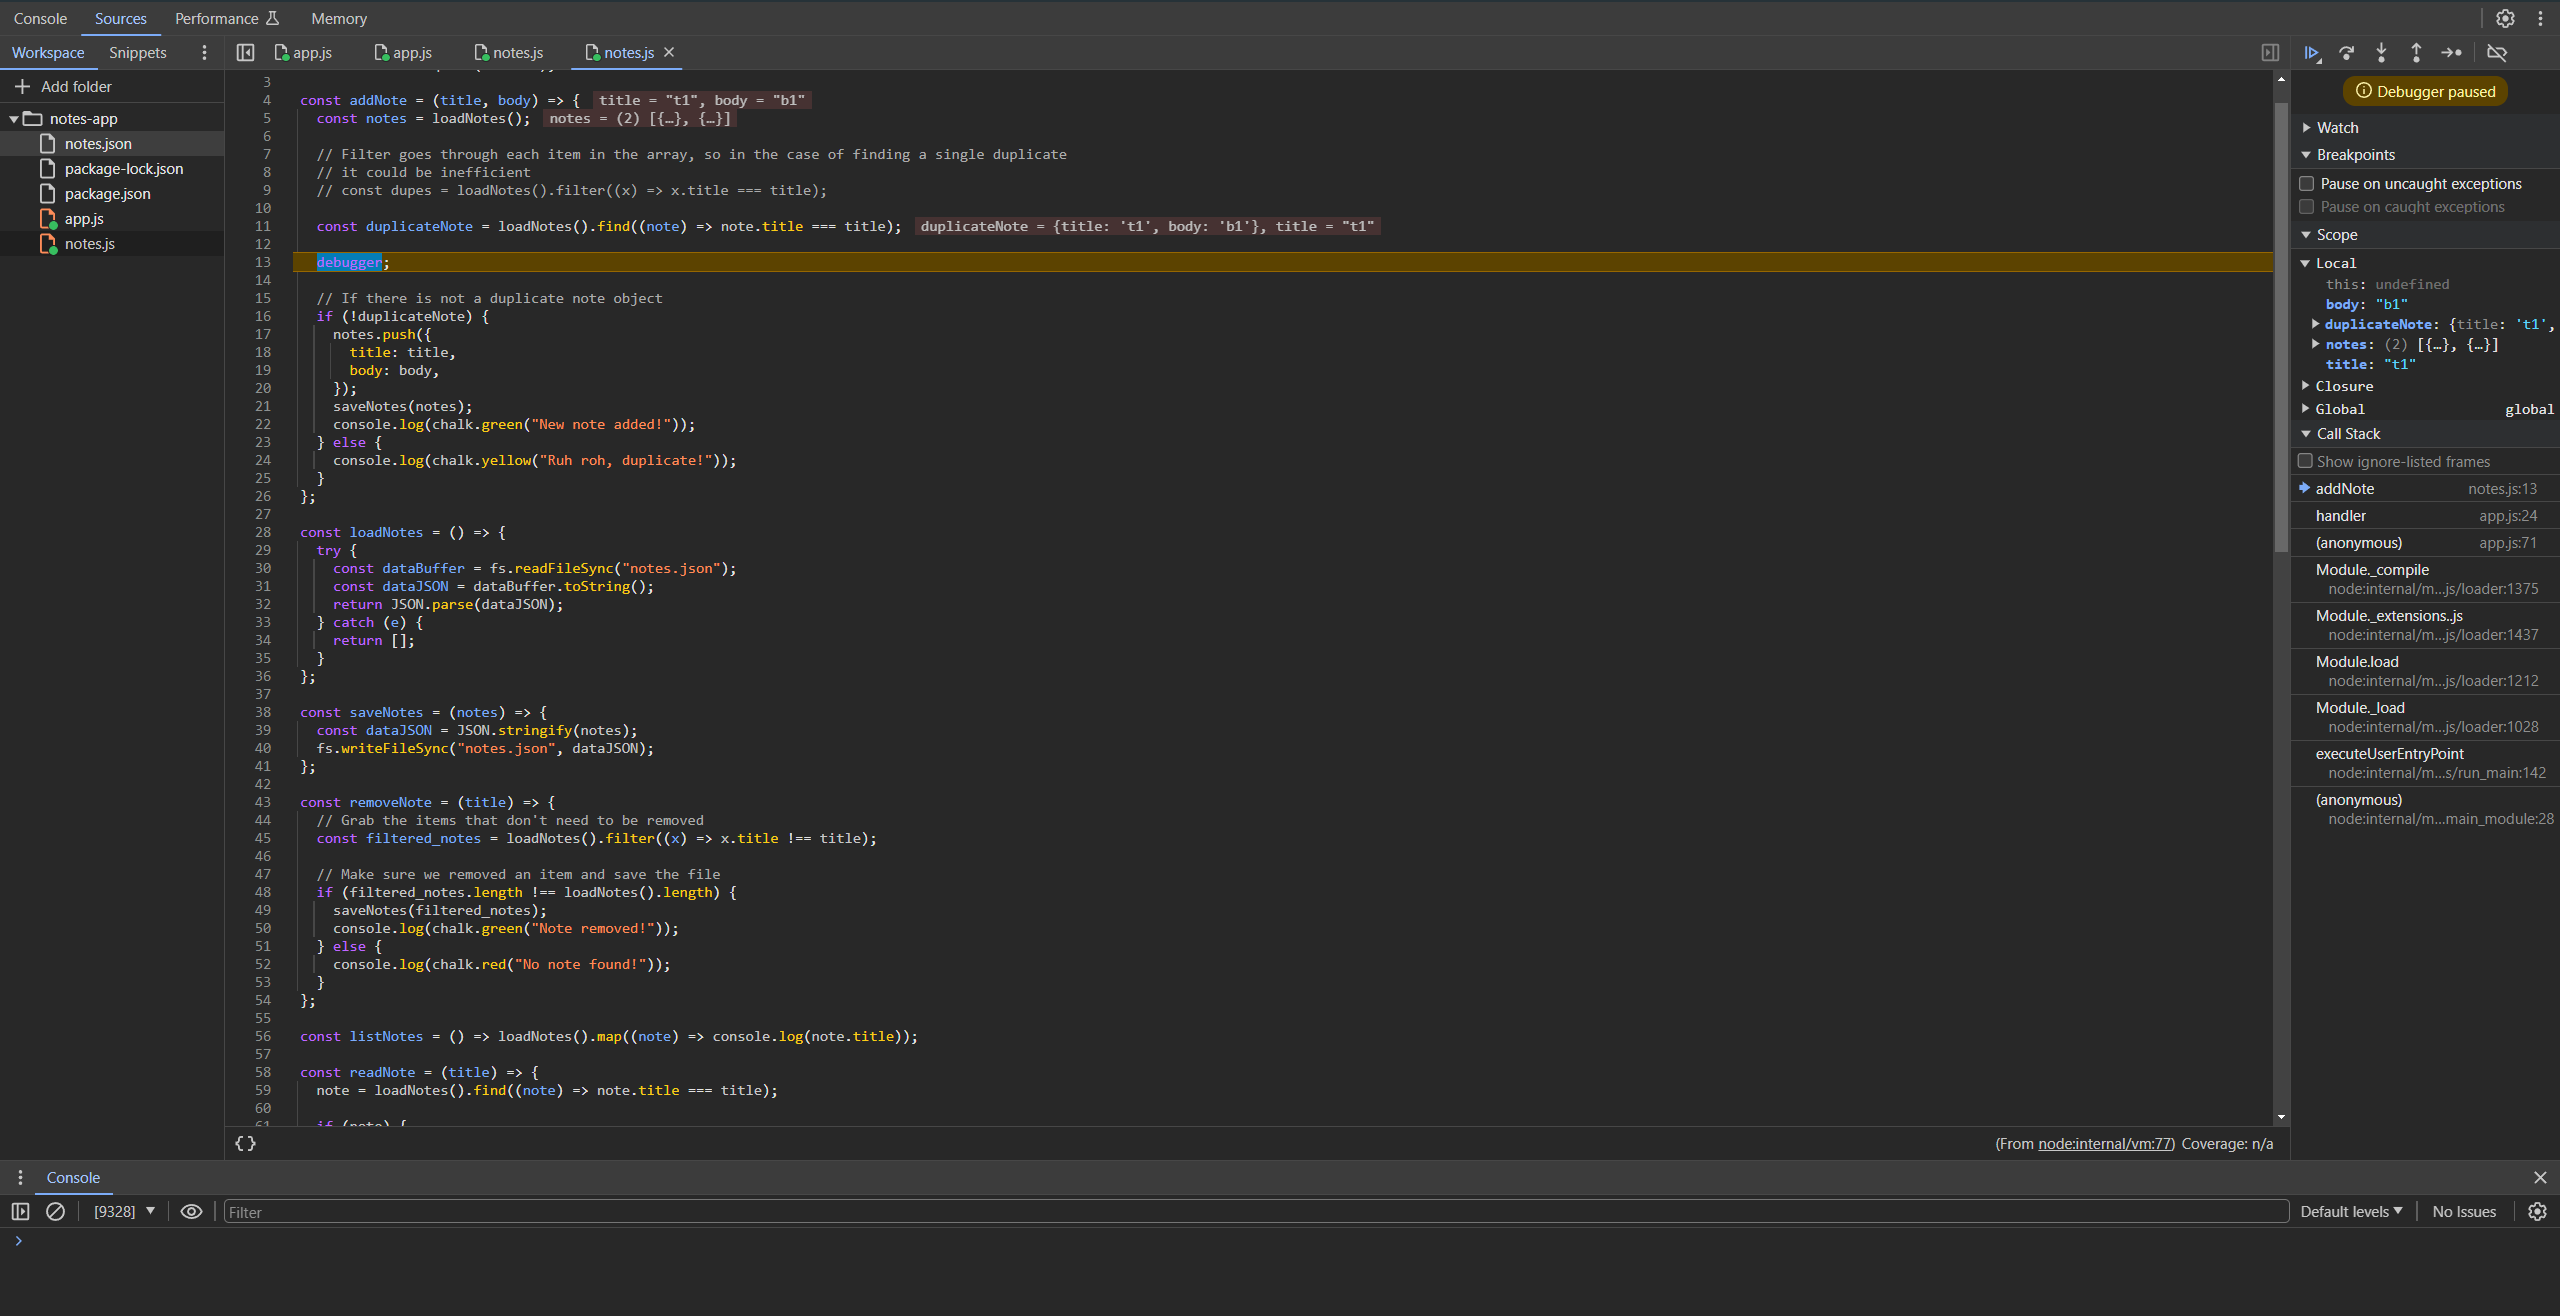 Console Sources Performance Memory
Workspace Snippets
app.js app.js notes.js notes.js
Add folder
notes-app
notes.json
package-lock.json
package.json
app.js
notes.js
3
4 const addNote = (title, body) => { title = "t1", body = "b1"
5 const notes = loadNotes(); notes = (2) [{…}, {…}]
6
7 // Filter goes through each item in the array, so in the case of finding a single duplicate
8 // it could be inefficient
9 // const dupes = loadNotes().filter((x) => x.title === title);
10
11 const duplicateNote = loadNotes().find((note) => note.title === title); duplicateNote = {title: 't1', body: 'b1'}, title = "t1"
12
13 debugger;
14
15 // If there is not a duplicate note object
16 if (!duplicateNote) {
17 notes.push({
18 title: title,
19 body: body,
20 });
21 saveNotes(notes);
22 console.log(chalk.green("New note added!"));
23 } else {
24 console.log(chalk.yellow("Ruh roh, duplicate!"));
25 }
26 };
27
28 const loadNotes = () => {
29 try {
30 const dataBuffer = fs.readFileSync("notes.json");
31 const dataJSON = dataBuffer.toString();
32 return JSON.parse(dataJSON);
33 } catch (e) {
34 return [];
35 }
36 };
37
38 const saveNotes = (notes) => {
39 const dataJSON = JSON.stringify(notes);
40 fs.writeFileSync("notes.json", dataJSON);
41 };
42
43 const removeNote = (title) => {
44 // Grab the items that don't need to be removed
45 const filtered_notes = loadNotes().filter((x) => x.title !== title);
46
47 // Make sure we removed an item and save the file
48 if (filtered_notes.length !== loadNotes().length) {
49 saveNotes(filtered_notes);
50 console.log(chalk.green("Note removed!"));
51 } else {
52 console.log(chalk.red("No note found!"));
53 }
54 };
55
56 const listNotes = () => loadNotes().map((note) => console.log(note.title));
57
58 const readNote = (title) => {
59 note = loadNotes().find((note) => note.title === title);
60
61 if (note) {
{} (From node:internal/vm:77) Coverage: n/a
Debugger paused
Watch
Breakpoints
Pause on uncaught exceptions
Pause on caught exceptions
Scope
Local
this: undefined
body: "b1"
duplicateNote: {title: 't1',
notes: (2) [{…}, {…}]
title: "t1"
Closure
Global global
Call Stack
Show ignore-listed frames
addNote notes.js:13
handler app.js:24
(anonymous) app.js:71
Module._compile
node:internal/m…js/loader:1375
Module._extensions..js
node:internal/m…js/loader:1437
Module.load
node:internal/m…js/loader:1212
Module._load
node:internal/m…js/loader:1028
executeUserEntryPoint
node:internal/m…s/run_main:142
(anonymous)
node:internal/m…main_module:28
Console
[9328] Filter Default levels No Issues